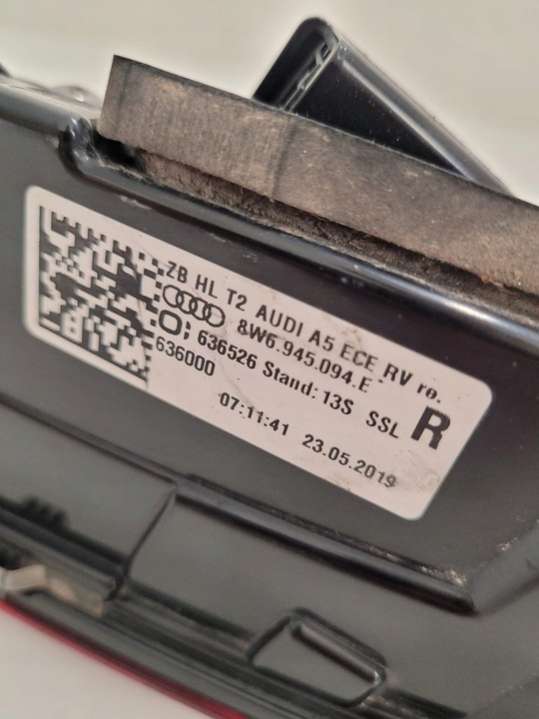 ZB HL T2 AUDI A5 ECE RV re.
8W6.945.094.E
O; 636526 Stand: 13S SSL R
636000
07:11:41 23.05.2019